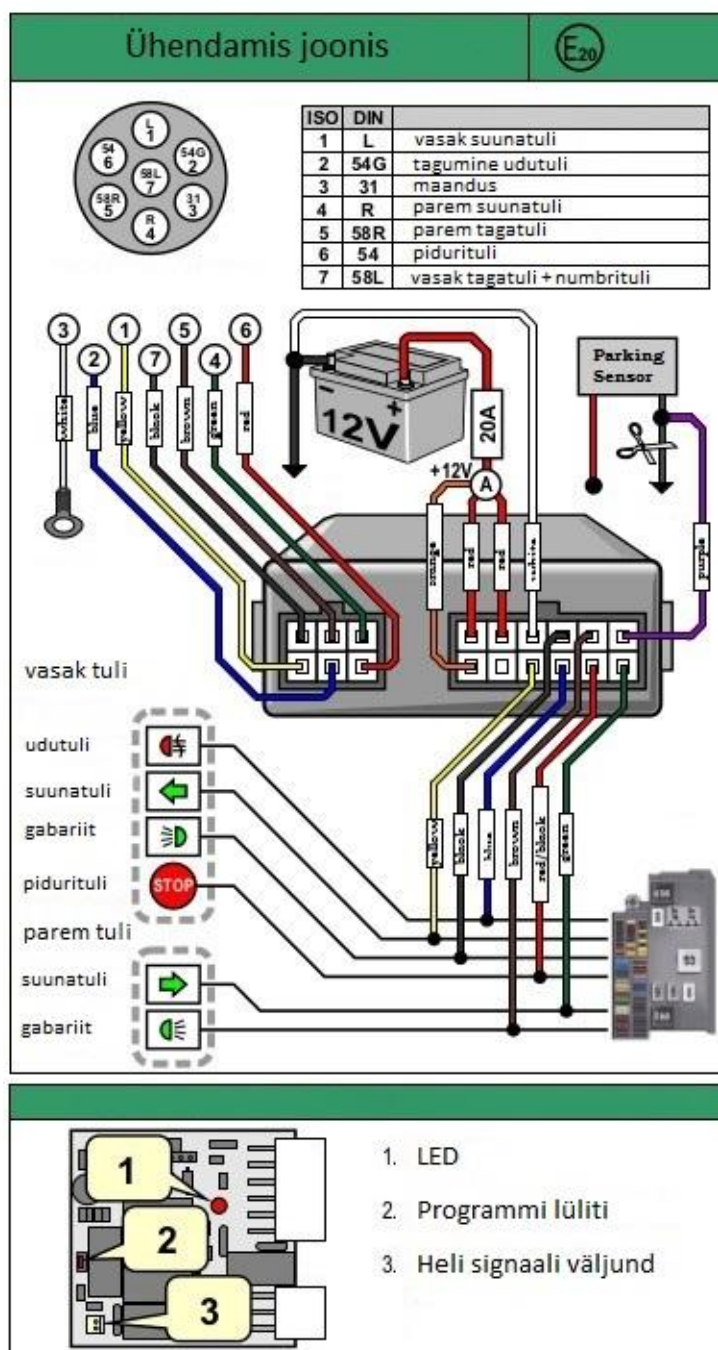 Ühendamis joonis
E20
L
1
54
6
54G
2
58L
7
58R
5
31
3
R
4
ISO DIN
1 L vasak suunatuli
2 54G tagumine udutuli
3 31 maandus
4 R parem suunatuli
5 58R parem tagatuli
6 54 pidurituli
7 58L vasak tagatuli + numbrituli
3
1
5
6
2
7
4
white
blue
yellow
black
brown
green
red
- +
12V
20A
+12V
A
Parking
Sensor
orange
red
red
white
purple
vasak tuli
udutuli
suunatuli
gabariit
pidurituli
STOP
parem tuli
suunatuli
gabariit
yellow
black
blue
brown
red/black
green
53
1
2
3
1. LED
2. Programmi lüliti
3. Heli signaali väljund